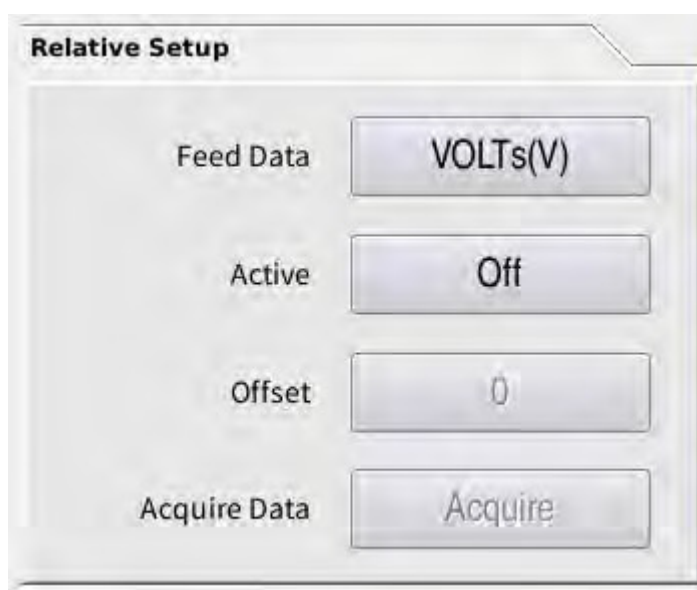 Relative Setup
Feed Data VOLTs(V)
Active Off
Offset 0
Acquire Data Acquire